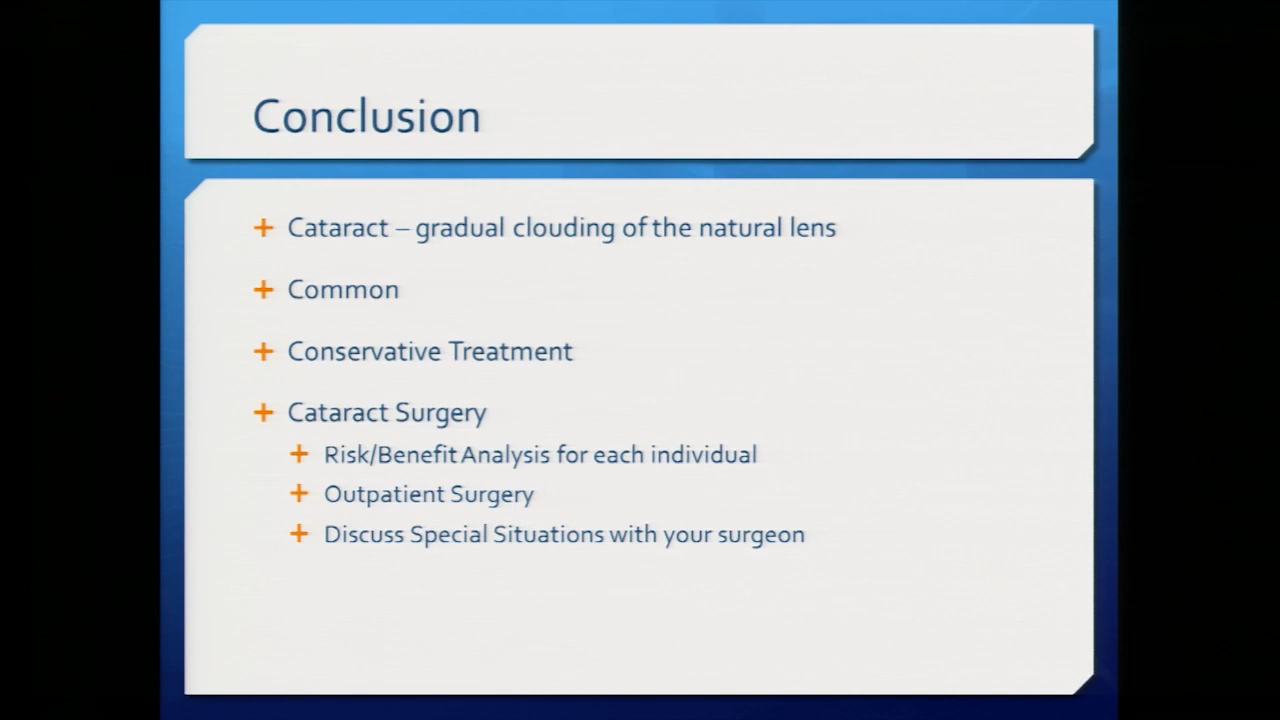 Conclusion
Cataract – gradual clouding of the natural lens
Common
Conservative Treatment
Cataract Surgery
Risk/Benefit Analysis for each individual
Outpatient Surgery
Discuss Special Situations with your surgeon